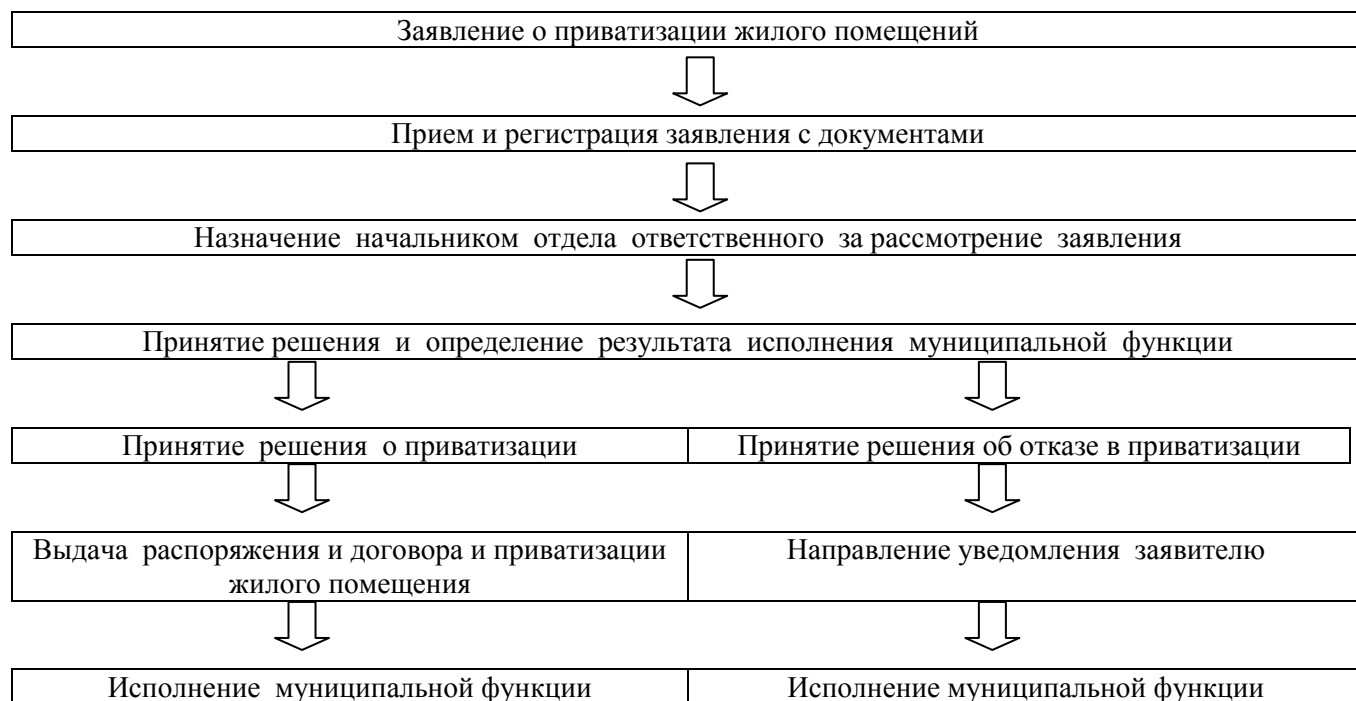 Заявление о приватизации жилого помещений
Прием и регистрация заявления с документами
Назначение начальником отдела ответственного за рассмотрение заявления
Принятие решения и определение результата исполнения муниципальной функции
Принятие решения о приватизации
Принятие решения об отказе в приватизации
Выдача распоряжения и договора и приватизации
жилого помещения
Направление уведомления заявителю
Исполнение муниципальной функции
Исполнение муниципальной функции